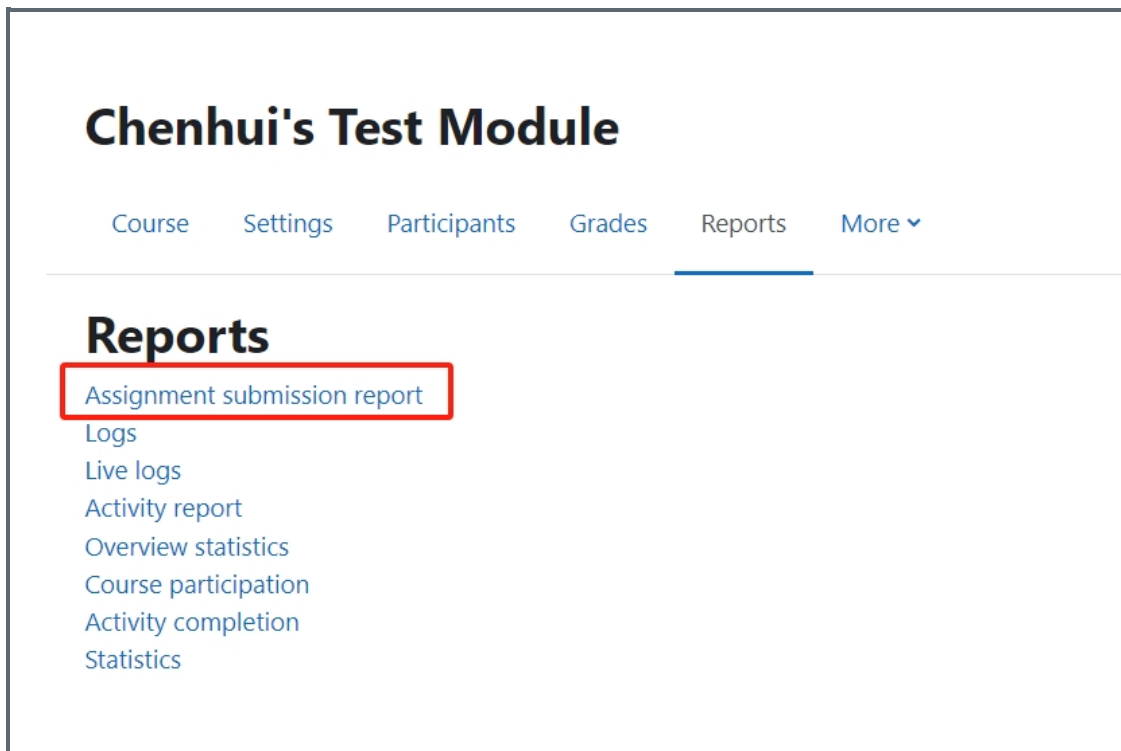 Chenhui's Test Module
Course Settings Participants Grades Reports More
Reports
Assignment submission report
Logs
Live logs
Activity report
Overview statistics
Course participation
Activity completion
Statistics